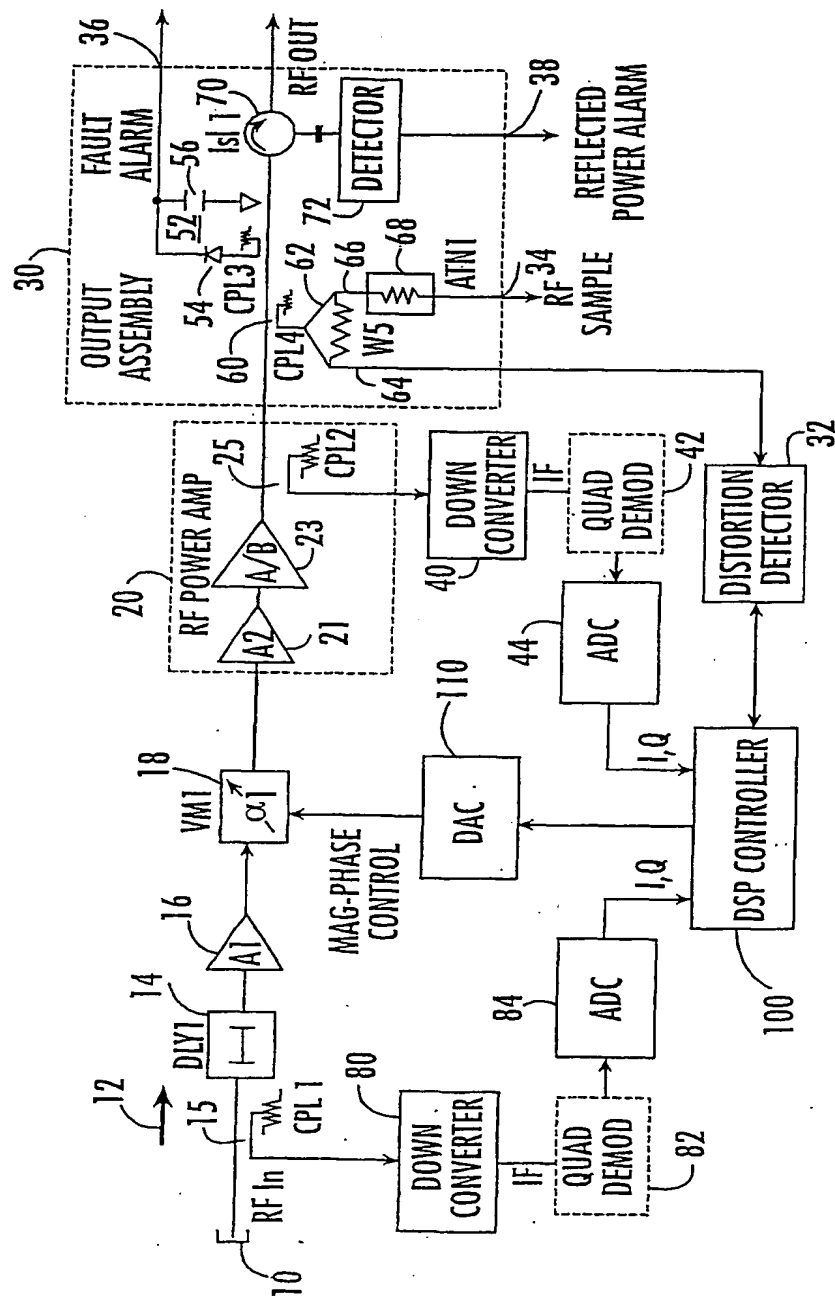 30
OUTPUT
ASSEMBLY
FAULT
ALARM
36
54
52
56
CPL3
Isl 1
70
RF OUT
60
CPL4
62
66
W5
64
68
ATN1
34
RF
SAMPLE
72
DETECTOR
38
REFLECTED
POWER ALARM
20
RF POWER AMP
A2
21
A/B
23
25
CPL2
DOWN
CONVERTER
40
IF
QUAD
DEMOD
42
44
ADC
I,Q
DISTORTION
DETECTOR
32
VM1
18
α1
MAG-PHASE
CONTROL
110
DAC
16
A1
14
DLY1
12
15
CPL 1
RF In
10
80
DOWN
CONVERTER
IF
QUAD
DEMOD
82
84
ADC
I,Q
DSP CONTROLLER
100